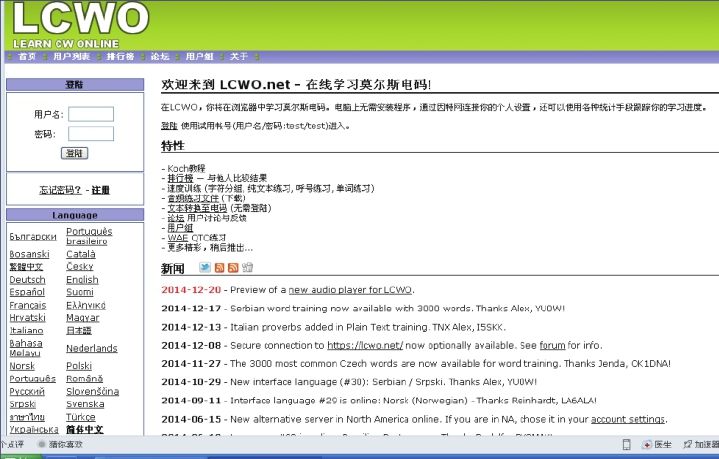 LCWO
LEARN CW ONLINE
首页 用户列表 排行榜 论坛 用户组 关于
登陆
用户名:
密码:
登陆
忘记密码? - 注册
Language
Български Português brasileiro
Bosanski Català
繁體中文 Česky
Deutsch English
Español Suomi
Français Ελληνικά
Hrvatski Magyar
Italiano 日本語
Bahasa Melayu Nederlands
Norsk Polski
Português Română
Русский Slovenščina
Srpski Svenska
ภาษาไทย Türkçe
Українська 简体中文
欢迎来到 LCWO.net - 在线学习莫尔斯电码!
在LCWO，你将在浏览器中学习莫尔斯电码。电脑上无需安装程序，通过因特网连接你的个人设置，还可以使用各种统计手段跟踪你的学习进度。
登陆 使用试用帐号(用户名/密码:test/test)进入。
特性
- Koch教程
- 排行榜 — 与他人比较结果
- 速度训练 (字符分组, 纯文本练习, 呼号练习, 单词练习)
- 音频练习文件 (下载)
- 文本转换至电码 (无需登陆)
- 论坛 用户讨论与反馈
- 用户组
- WAE QTC练习
- 更多精彩，稍后推出...
新闻
2014-12-20 - Preview of a new audio player for LCWO.
2014-12-17 - Serbian word training now available with 3000 words. Thanks Alex, YU0W!
2014-12-13 - Italian proverbs added in Plain Text training. TNX Alex, I5SKK.
2014-12-08 - Secure connection to https://lcwo.net/ now optionally available. See forum for info.
2014-11-27 - The 3000 most common Czech words are now available for word training. Thanks Jenda, OK1DNA!
2014-10-29 - New interface language (#30): Serbian / Srpski. Thanks Alex, YU0W!
2014-09-11 - Interface language #29 is online: Norsk (Norwegian) - Thanks Reinhardt, LA6ALA!
2014-06-15 - New alternative server in North America online. If you are in NA, chose it in your account settings.
个点评 猜你喜欢 医生 加速器